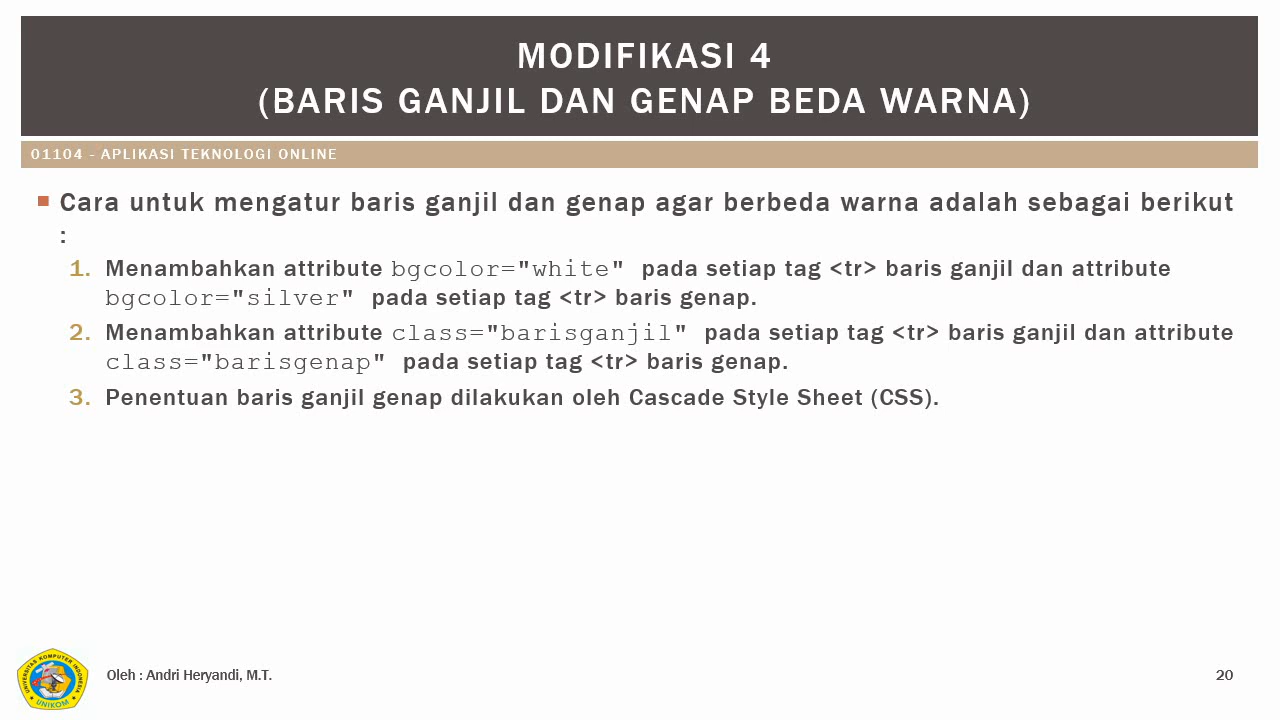 MODIFIKASI 4
(BARIS GANJIL DAN GENAP BEDA WARNA)
01104 - APLIKASI TEKNOLOGI ONLINE
Cara untuk mengatur baris ganjil dan genap agar berbeda warna adalah sebagai berikut
:
1. Menambahkan attribute bgcolor="white" pada setiap tag <tr> baris ganjil dan attribute
bgcolor="silver" pada setiap tag <tr> baris genap.
2. Menambahkan attribute class="barisganjil" pada setiap tag <tr> baris ganjil dan attribute
class="barisgenap" pada setiap tag <tr> baris genap.
3. Penentuan baris ganjil genap dilakukan oleh Cascade Style Sheet (CSS).
UNIVERSITAS KOMPUTER INDONESIA
UNIKOM
Oleh : Andri Heryandi, M.T.
20